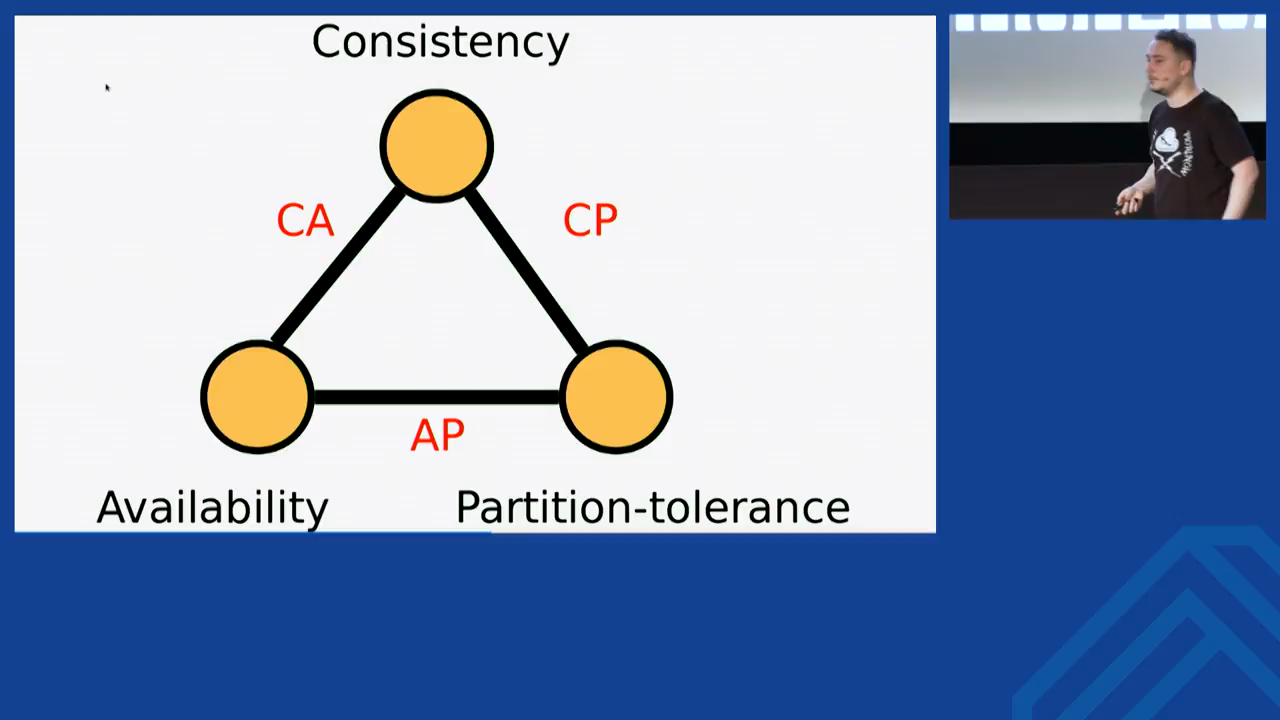 Consistency
CA
CP
AP
Availability
Partition-tolerance